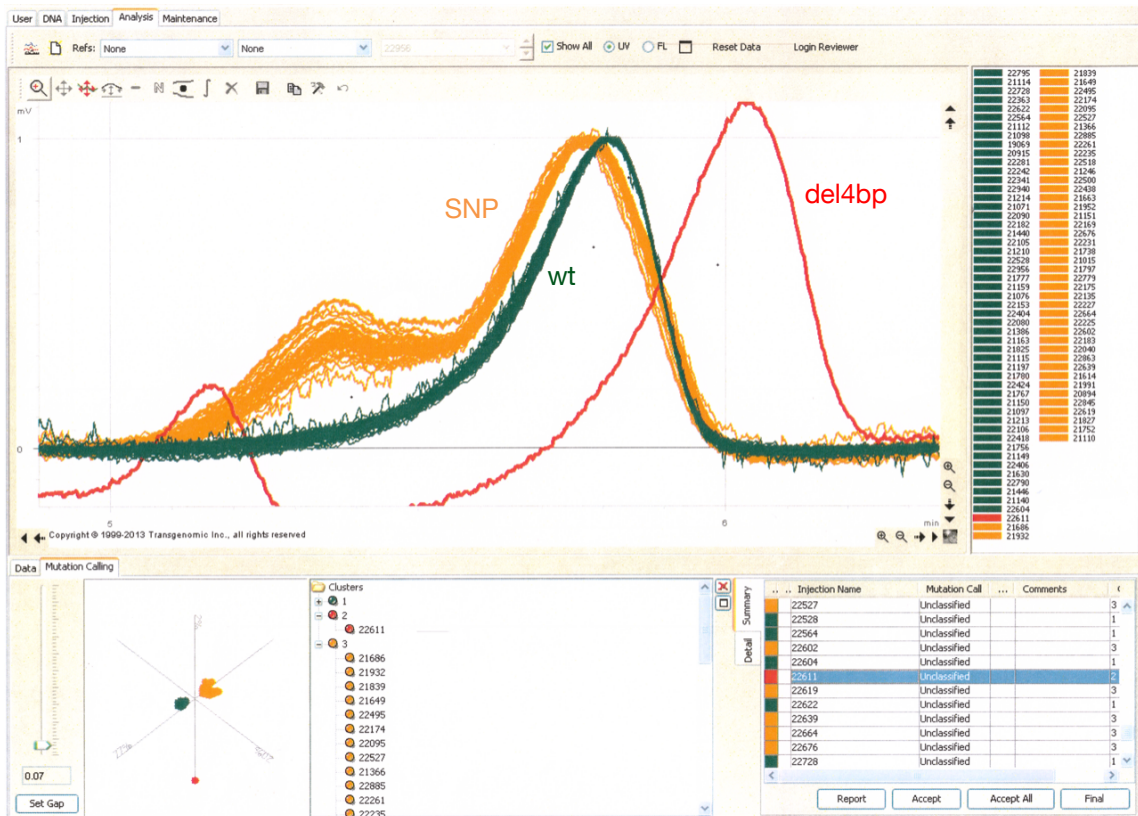 User DNA Injection Analysis Maintenance
Refs: None None 22956 Show All UV FL Reset Data Login Reviewer
mV
1
0
SNP
wt
del4bp
5
6
min
Copyright © 1999-2013 Transgenomic Inc., all rights reserved
22795 21839
21114 21649
22728 22495
22363 22174
22622 22095
22564 22527
21112 21366
21098 22885
19069 22261
20915 22235
22281 22518
22242 21246
22341 22500
22940 22438
21214 21663
21071 21952
22090 21151
22182 22169
21440 22676
22105 22231
21210 21738
22528 21015
22956 21797
21777 22779
21159 22175
21076 22135
22153 22227
22404 22664
22080 22225
21386 22602
21163 22183
21825 22040
21115 22863
21197 22639
21780 21614
22424 21991
21767 20894
21150 22845
21097 22619
21213 21827
22106 21752
22418 21110
21756
21149
22406
21630
22790
21446
21140
22604
22611
21686
21932
Data Mutation Calling
0.07
Set Gap
Clusters
1
2
22611
3
21686
21932
21839
21649
22495
22174
22095
22527
21366
22885
22261
22235
Summary
Detail
.. .. Injection Name Mutation Call ... Comments
22527 Unclassified 3
22528 Unclassified 1
22564 Unclassified 1
22602 Unclassified 3
22604 Unclassified 1
22611 Unclassified 2
22619 Unclassified 3
22622 Unclassified 1
22639 Unclassified 3
22664 Unclassified 3
22676 Unclassified 3
22728 Unclassified 1
Report Accept Accept All Final